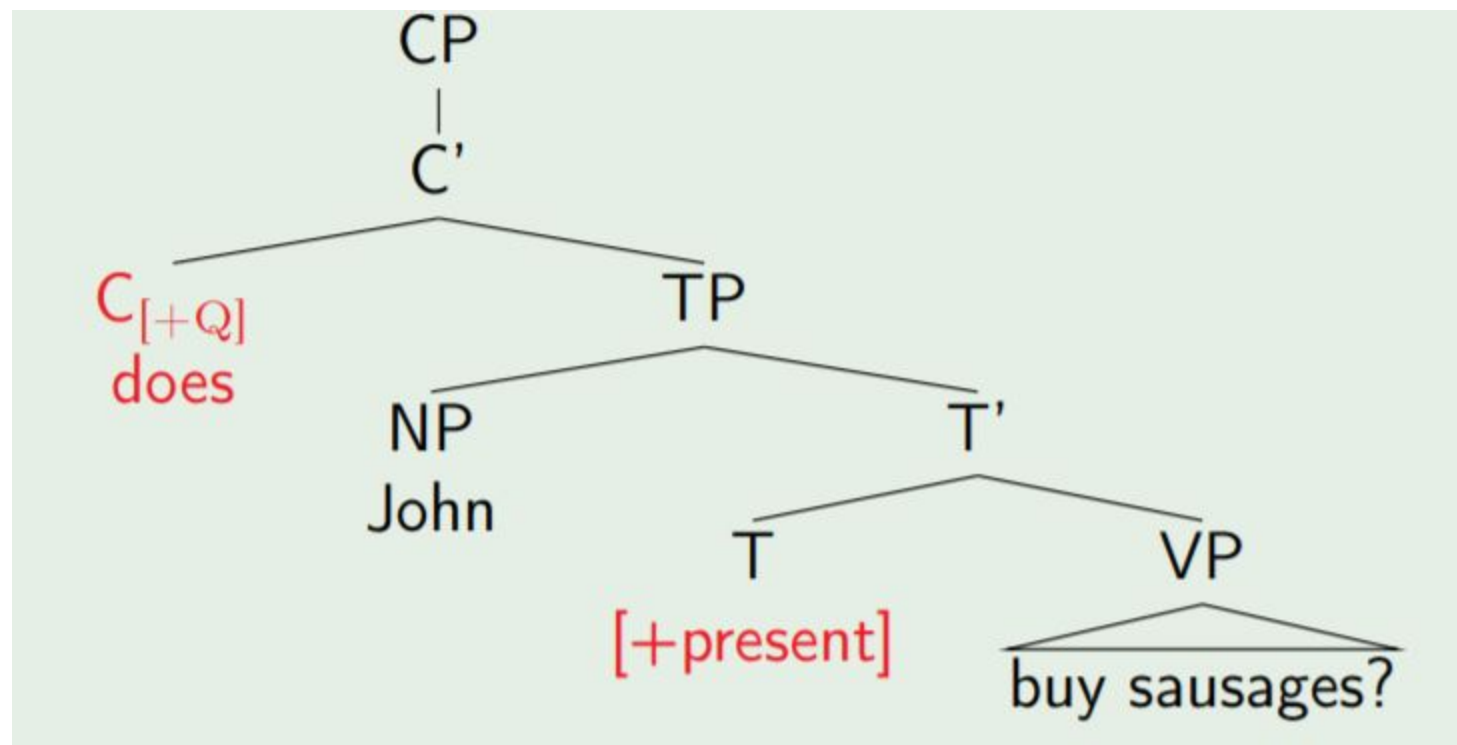 CP
C'
C[+Q]
TP
does
NP
T'
John
T
VP
[+present]
buy sausages?